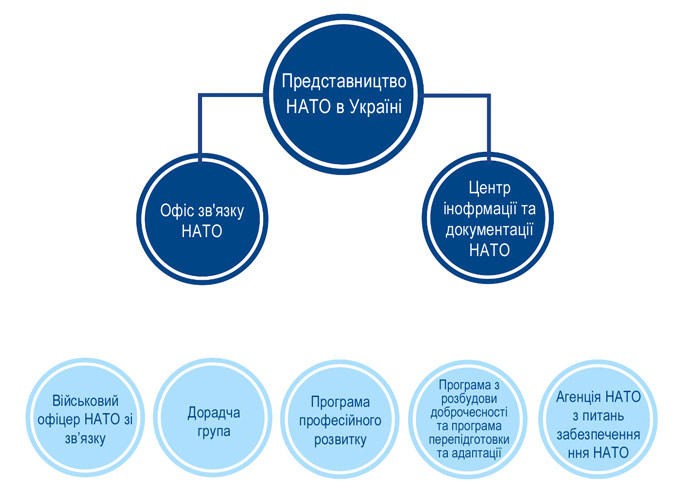 Представництво
НАТО в Україні
Офіс зв'язку
НАТО
Центр
інофрмації та
документації
НАТО
Військовий
офіцер НАТО зі
зв’язку
Дорадча
група
Програма
професійного
розвитку
Програма з
розбудови
доброчесності
та програма
перепідготовки
та адаптації
Агенція НАТО
з питань
забезпечення
ння НАТО